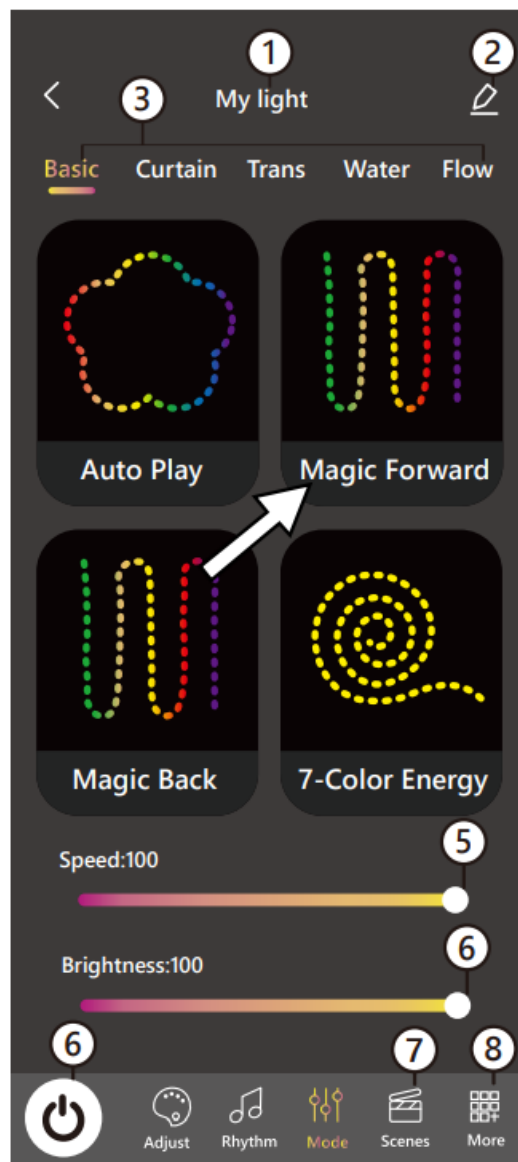 1
2
3
My light
Basic Curtain Trans Water Flow
Auto Play Magic Forward
Magic Back 7-Color Energy
5
Speed:100
6
Brightness:100
6 7 8
Adjust Rhythm Mode Scenes More